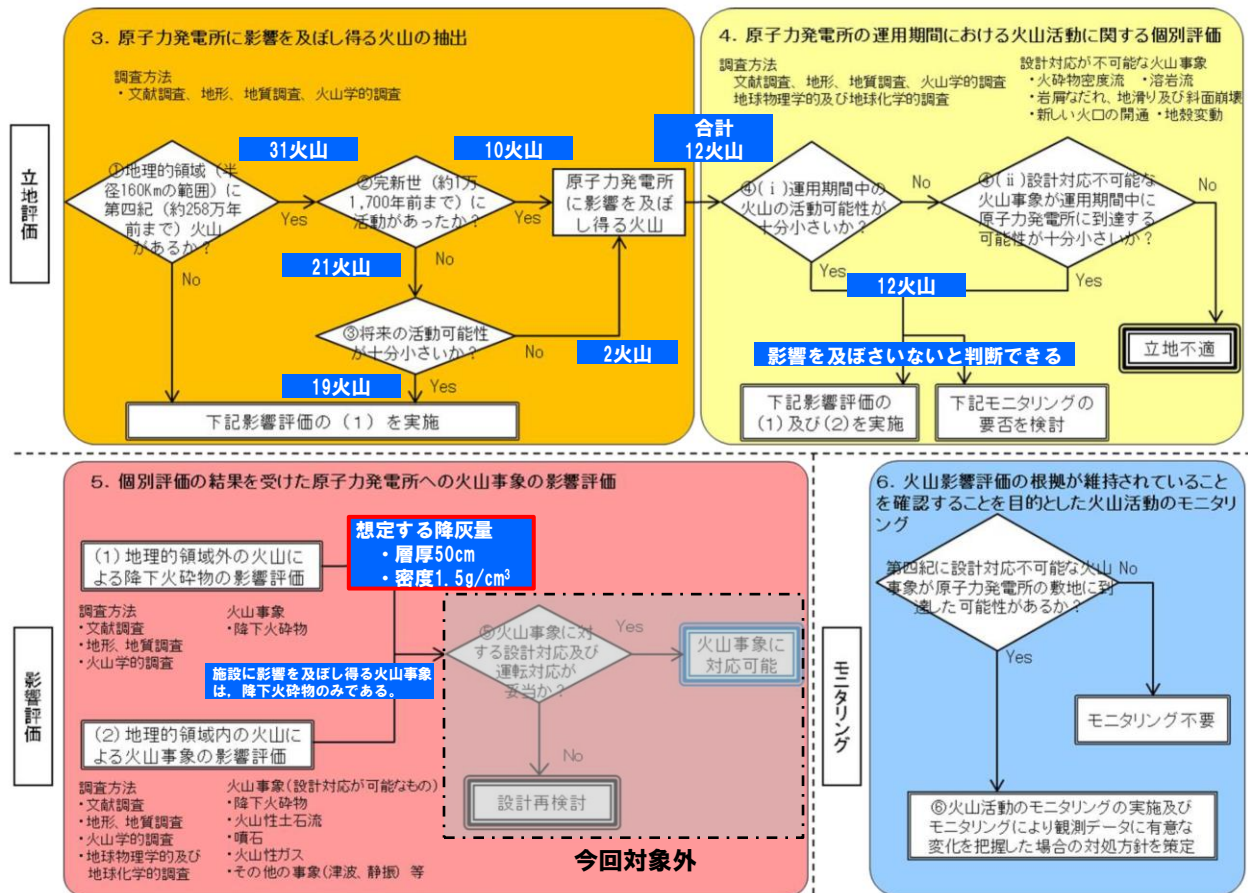 3. 原子力発電所に影響を及ぼし得る火山の抽出
調査方法
・文献調査、地形、地質調査、火山学的調査
立地評価
31火山
10火山
①地理的領域（半
径160Kmの範囲）に
第四紀（約258万年
前まで）火山
があるか？
Yes
No
②完新世（約1万
1,700年前まで）に
活動があったか？
Yes
No
原子力発電所
に影響を及ぼ
し得る火山
21火山
③将来の活動可能性
が十分小さいか？
No
2火山
19火山
Yes
下記影響評価の（1）を実施
合計
12火山
4. 原子力発電所の運用期間における火山活動に関する個別評価
調査方法
文献調査、地形、地質調査、火山学的調査
地球物理学的及び地球化学的調査
設計対応が不可能な火山事象
・火砕物密度流　・溶岩流
・岩屑なだれ、地滑り及び斜面崩壊
・新しい火口の開通・地殻変動
④(ⅰ)運用期間中の
火山の活動可能性が
十分小さいか？
No
Yes
④(ⅱ)設計対応不可能な
火山事象が運用期間中に
原子力発電所に到達する
可能性が十分小さいか？
No
Yes
12火山
影響を及ぼさいないと判断できる
立地不適
下記影響評価の
(1)及び(2)を実施
下記モニタリングの
要否を検討
5. 個別評価の結果を受けた原子力発電所への火山事象の影響評価
影響評価
(1)地理的領域外の火山に
よる降下火砕物の影響評価
想定する降灰量
・層厚50cm
・密度1.5g/cm³
調査方法
・文献調査
・地形、地質調査
・火山学的調査
火山事象
・降下火砕物
施設に影響を及ぼし得る火山事象
は，降下火砕物のみである。
⑤火山事象に対
する設計対応及び
運転対応が
妥当か？
Yes
火山事象に
対応可能
No
設計再検討
今回対象外
(2)地理的領域内の火山に
よる火山事象の影響評価
調査方法
・文献調査
・地形、地質調査
・火山学的調査
・地球物理学的及び
地球化学的調査
火山事象(設計対応が可能なもの)
・降下火砕物
・火山性土石流
・噴石
・火山性ガス
・その他の事象(津波、静振) 等
モニタリング
6. 火山影響評価の根拠が維持されていること
を確認することを目的とした火山活動のモニタ
リング
第四紀に設計対応不可能な火山
事象が原子力発電所の敷地に到
達した可能性があるか？
No
Yes
モニタリング不要
⑥火山活動のモニタリングの実施及び
モニタリングにより観測データに有意な
変化を把握した場合の対処方針を策定